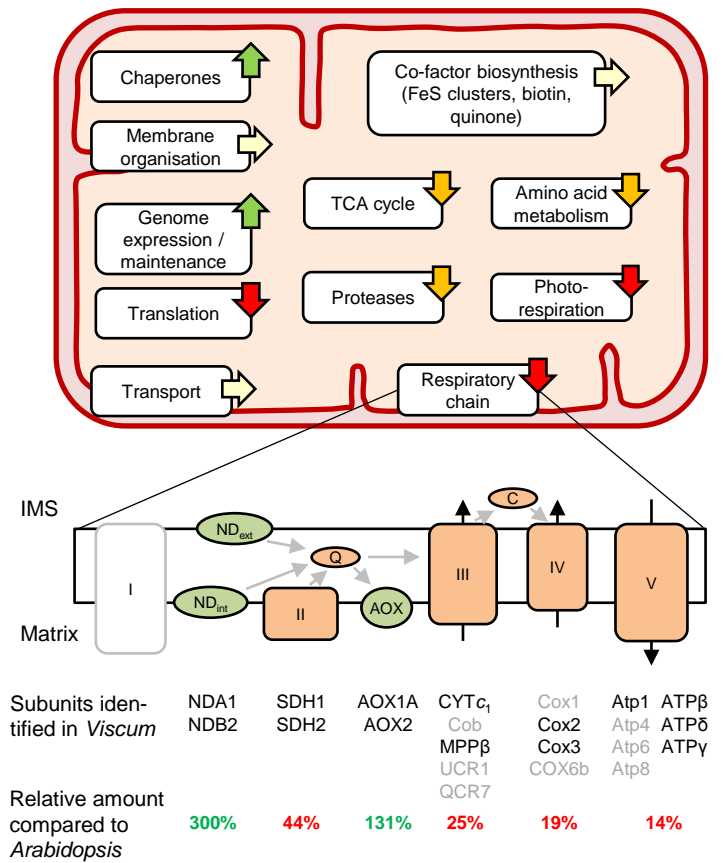 Chaperones
Co-factor biosynthesis
(FeS clusters, biotin,
quinone)
Membrane
organisation
TCA cycle
Amino acid
metabolism
Genome
expression /
maintenance
Translation
Proteases
Photo-
respiration
Transport
Respiratory
chain
IMS
C
ND_ext
Q
I
III
IV
V
ND_int
II
AOX
Matrix
Subunits iden-
tified in Viscum
NDA1
NDB2
SDH1
SDH2
AOX1A
AOX2
CYTc₁
Cob
MPPβ
UCR1
QCR7
Cox1
Cox2
Cox3
COX6b
Atp1
Atp4
Atp6
Atp8
ATPβ
ATPδ
ATPγ
Relative amount
compared to
Arabidopsis
300% 44% 131% 25% 19% 14%